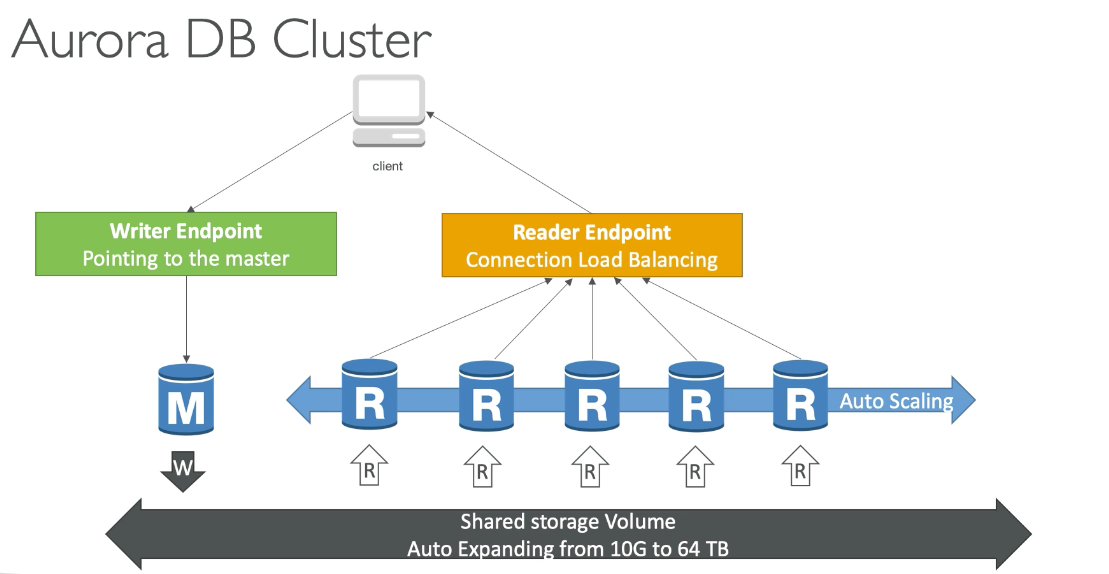 Aurora DB Cluster
client
Writer Endpoint
Pointing to the master
Reader Endpoint
Connection Load Balancing
M
R
R
R
R
R
Auto Scaling
W
R
R
R
R
R
Shared storage Volume
Auto Expanding from 10G to 64 TB